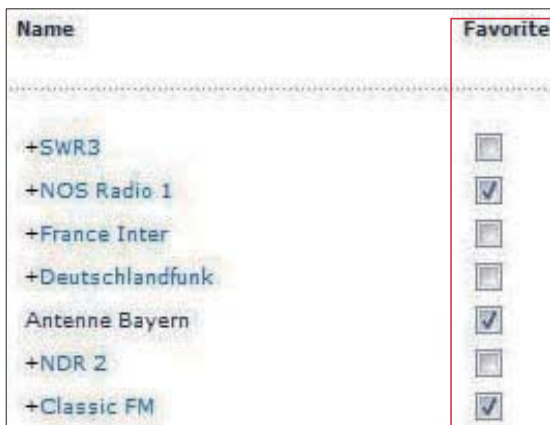 Name Favorite
+SWR3
+NOS Radio 1
+France Inter
+Deutschlandfunk
Antenne Bayern
+NDR 2
+Classic FM